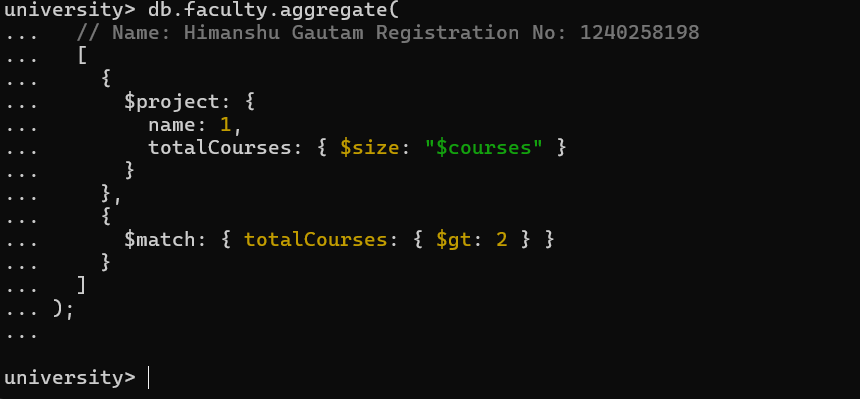 university> db.faculty.aggregate(
...   // Name: Himanshu Gautam Registration No: 1240258198
...   [
...     {
...       $project: {
...         name: 1,
...         totalCourses: { $size: "$courses" }
...       }
...     },
...     {
...       $match: { totalCourses: { $gt: 2 } }
...     }
...   ]
... );
...
university>